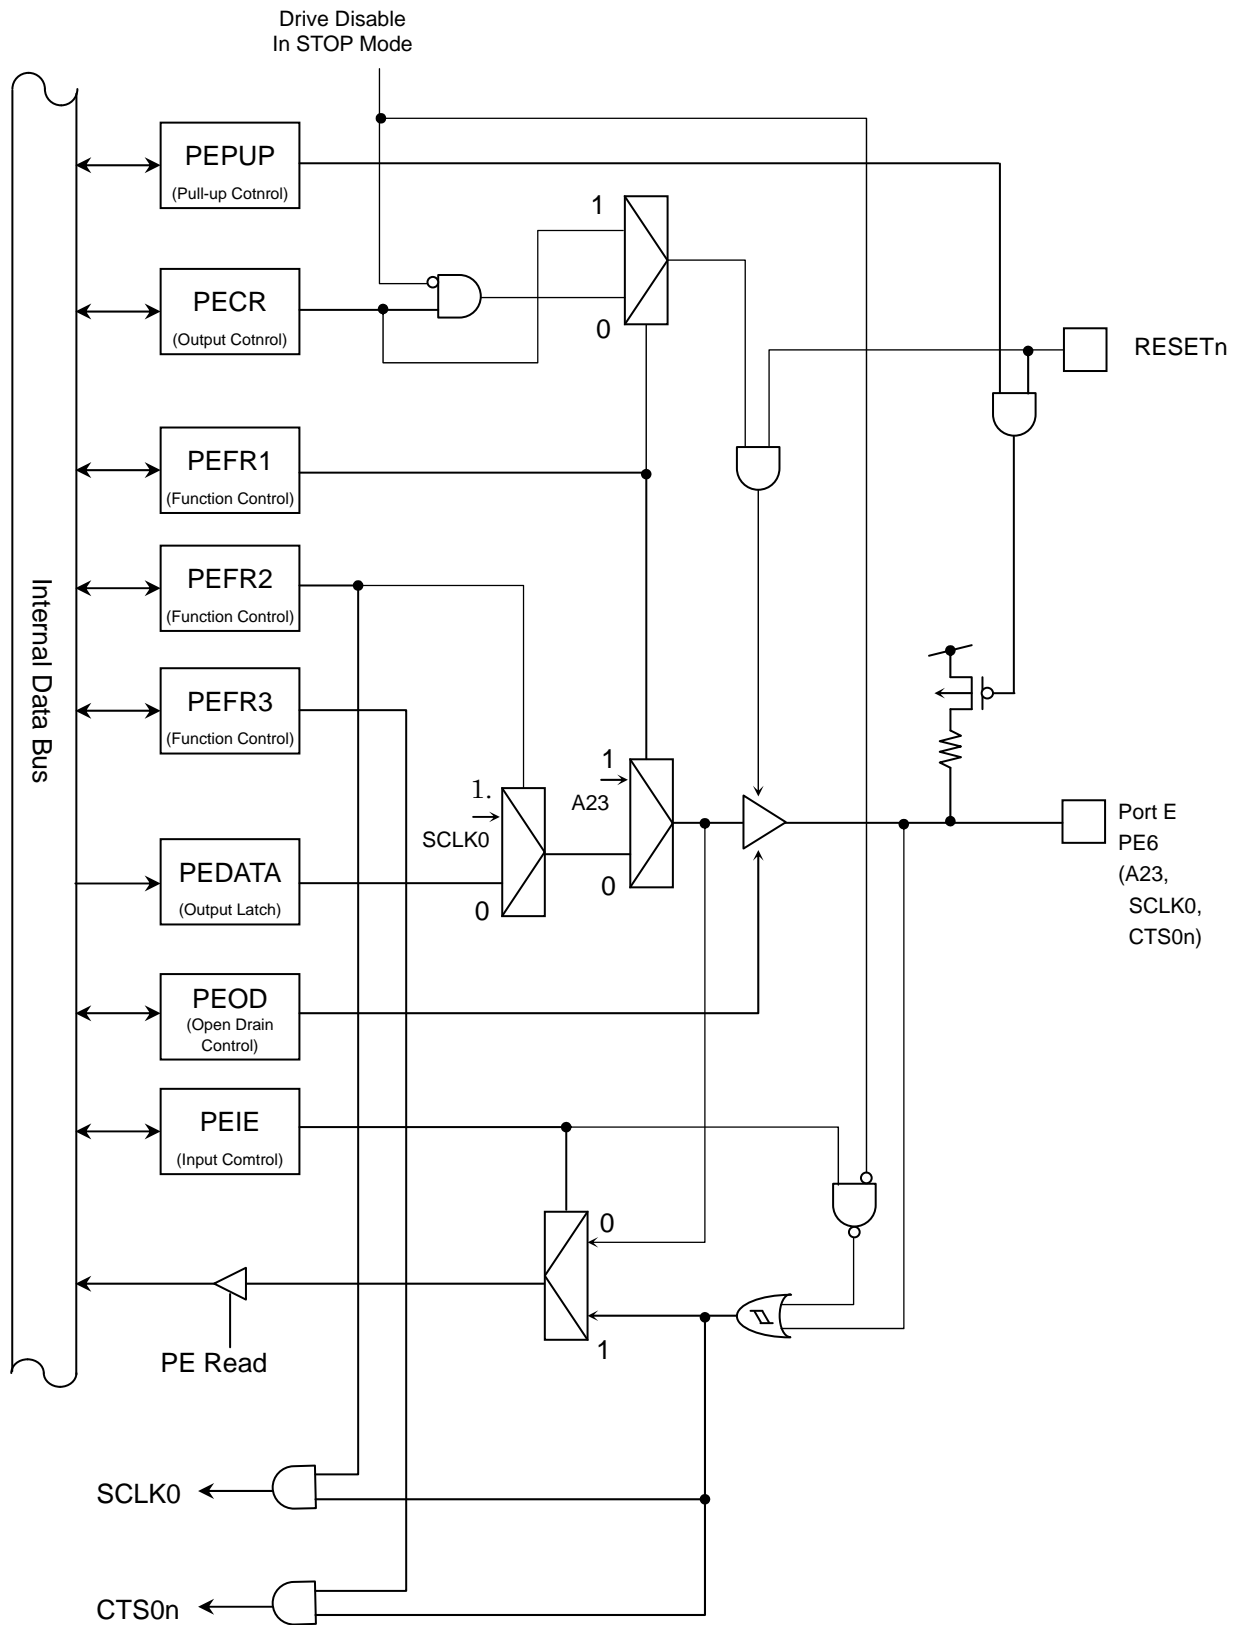 Drive Disable
In STOP Mode
PEPUP
(Pull-up Cotnrol)
1
PECR
(Output Cotnrol)
0
RESETn
PEFR1
(Function Control)
PEFR2
(Function Control)
Internal Data Bus
PEFR3
(Function Control)
1
A23
1.
SCLK0
Port E
PE6
(A23,
SCLK0,
CTS0n)
PEDATA
(Output Latch)
0
0
PEOD
(Open Drain
Control)
PEIE
(Input Comtrol)
0
1
PE Read
SCLK0
CTS0n